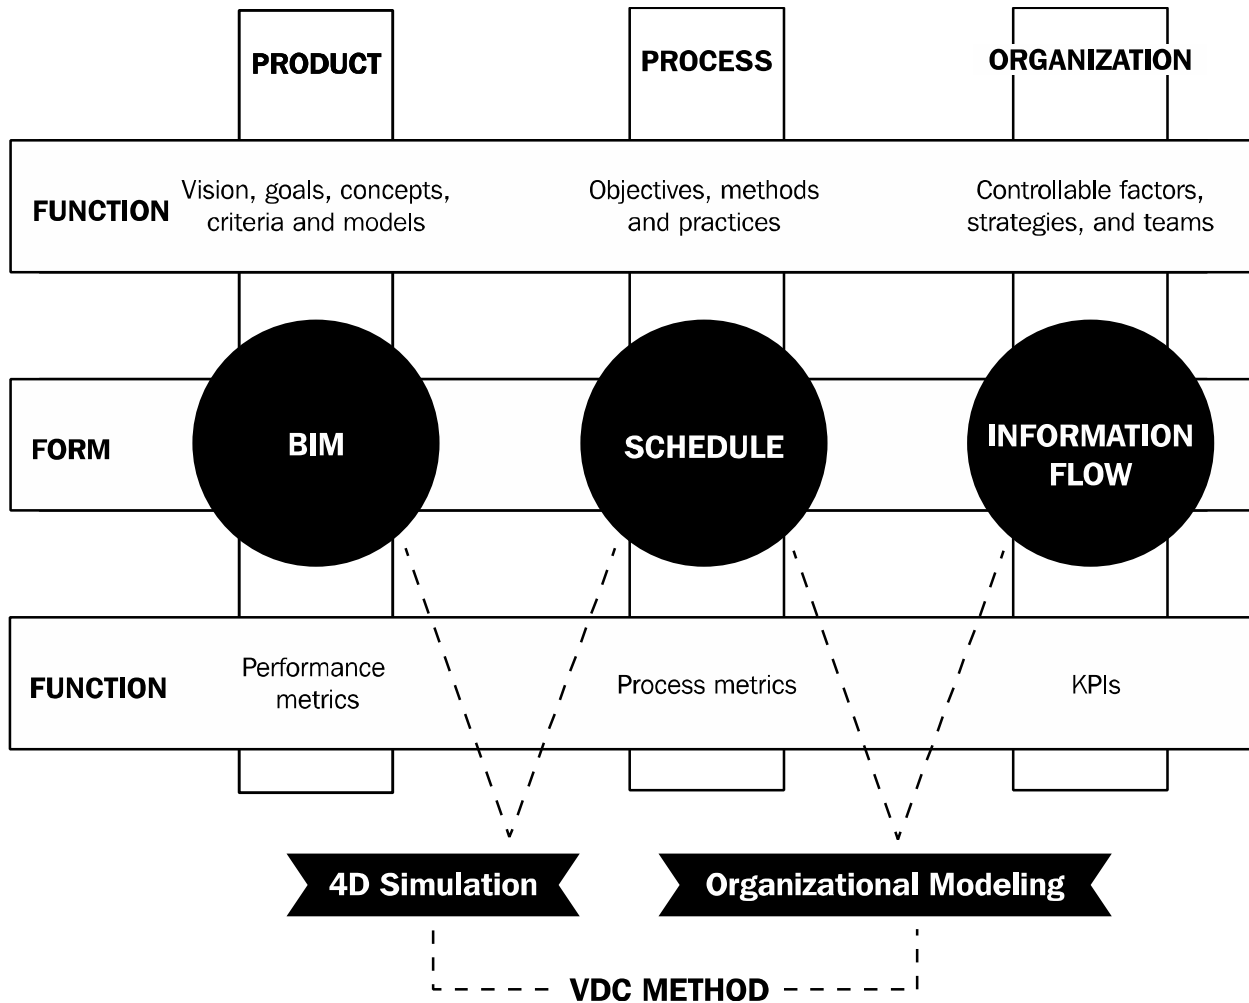 PRODUCT
PROCESS
ORGANIZATION
FUNCTION
Vision, goals, concepts,
criteria and models
Objectives, methods
and practices
Controllable factors,
strategies, and teams
FORM
BIM
SCHEDULE
INFORMATION
FLOW
FUNCTION
Performance
metrics
Process metrics
KPIs
4D Simulation
Organizational Modeling
VDC METHOD